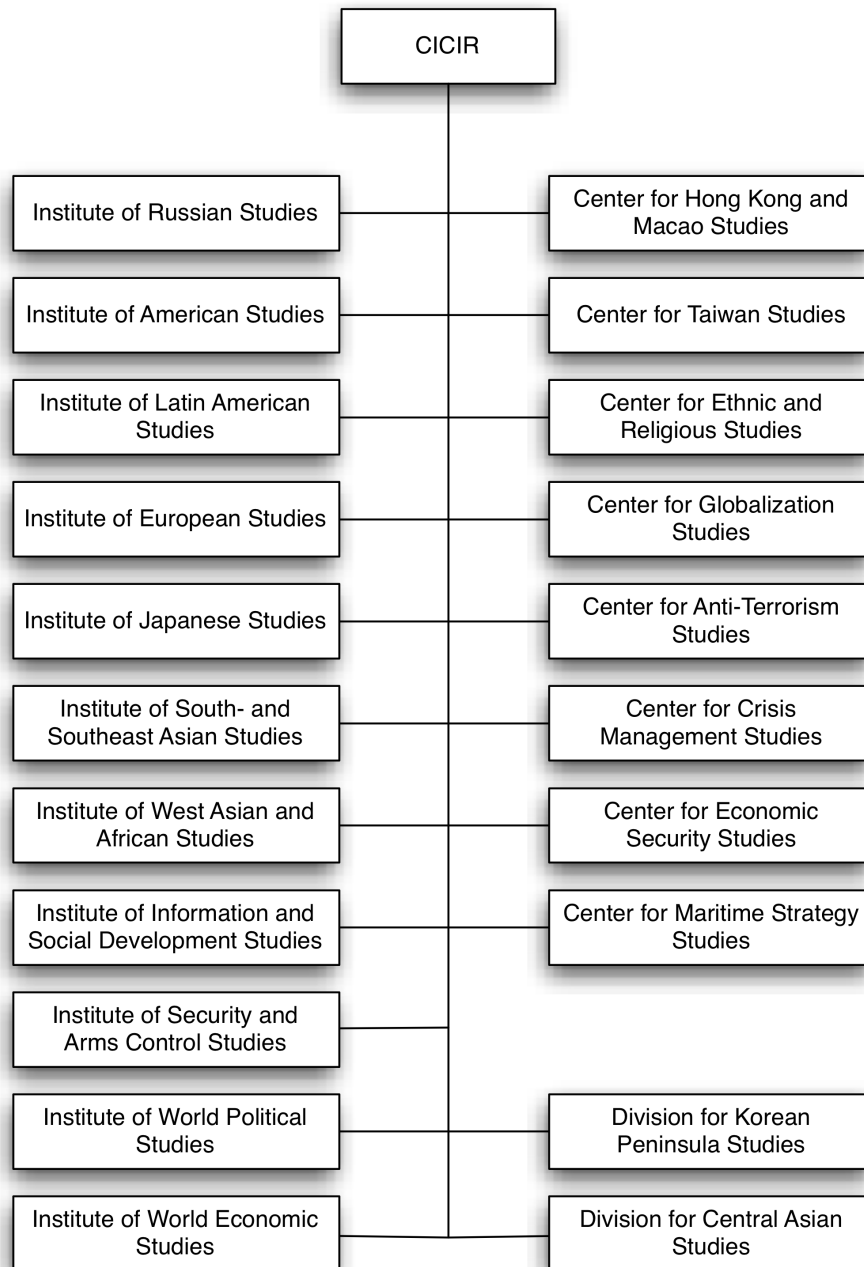 CICIR
Institute of Russian Studies
Center for Hong Kong and
Macao Studies
Institute of American Studies
Center for Taiwan Studies
Institute of Latin American
Studies
Center for Ethnic and
Religious Studies
Institute of European Studies
Center for Globalization
Studies
Institute of Japanese Studies
Center for Anti-Terrorism
Studies
Institute of South- and
Southeast Asian Studies
Center for Crisis
Management Studies
Institute of West Asian and
African Studies
Center for Economic
Security Studies
Institute of Information and
Social Development Studies
Center for Maritime Strategy
Studies
Institute of Security and
Arms Control Studies
Institute of World Political
Studies
Division for Korean
Peninsula Studies
Institute of World Economic
Studies
Division for Central Asian
Studies